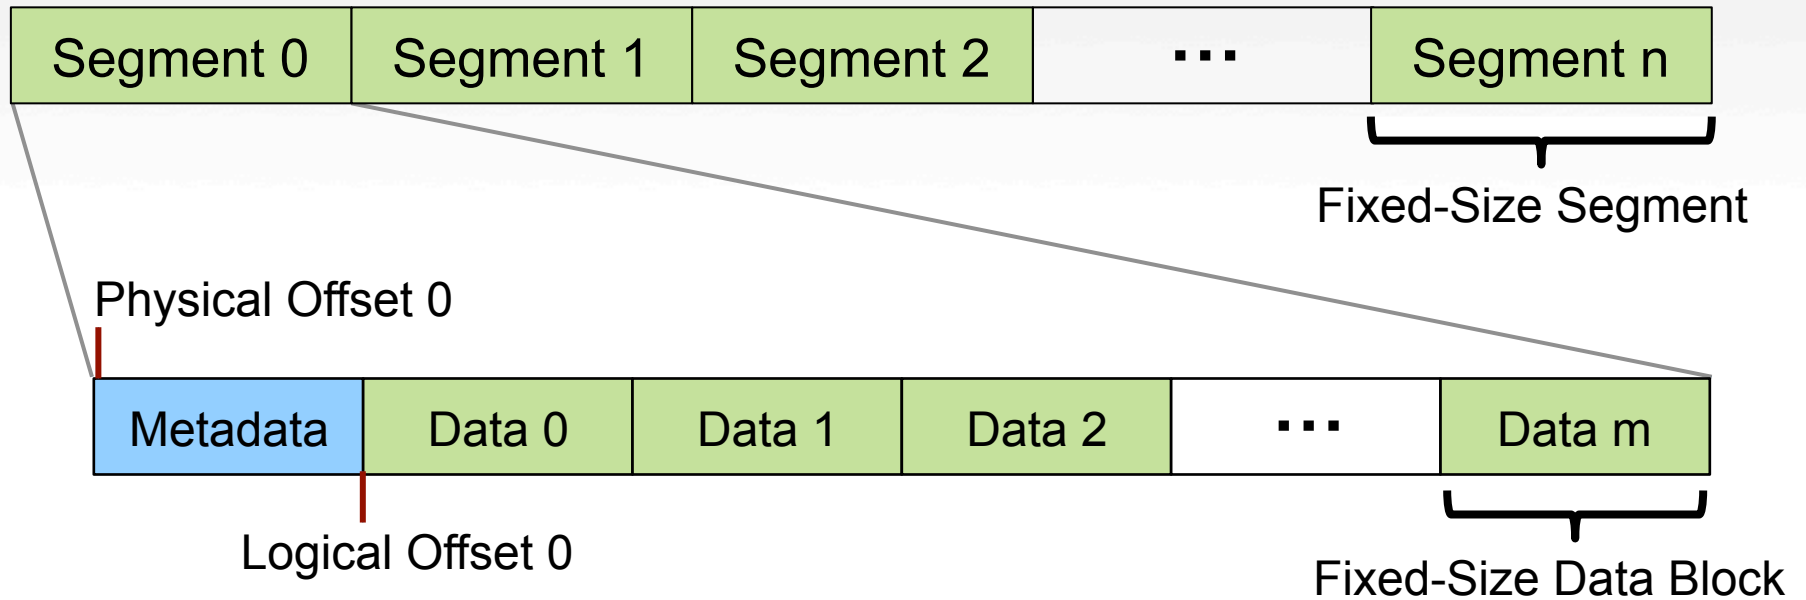 Segment 0 Segment 1 Segment 2 ... Segment n
Fixed-Size Segment
Physical Offset 0
Metadata Data 0 Data 1 Data 2 ... Data m
Logical Offset 0
Fixed-Size Data Block